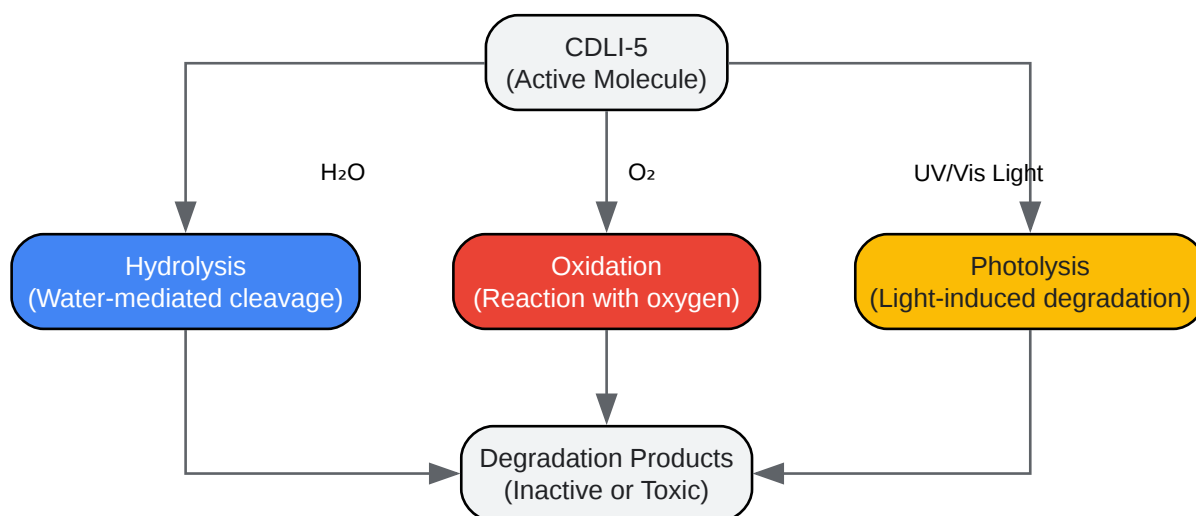 CDLI-5
(Active Molecule)
H₂O
O₂
UV/Vis Light
Hydrolysis
(Water-mediated cleavage)
Oxidation
(Reaction with oxygen)
Photolysis
(Light-induced degradation)
Degradation Products
(Inactive or Toxic)